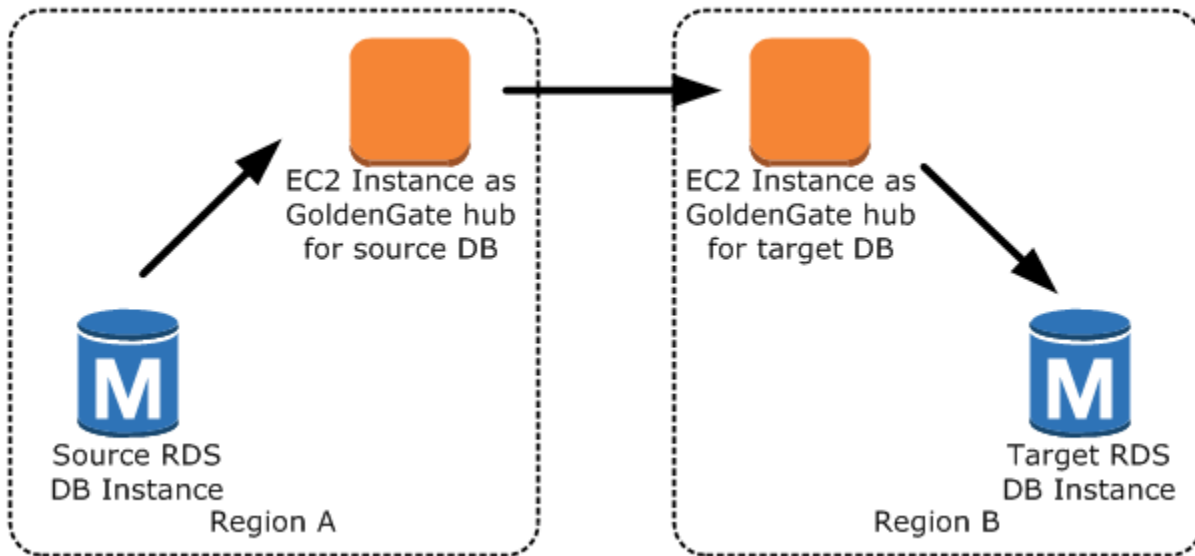 EC2 Instance as
GoldenGate hub
for source DB
M
Source RDS
DB Instance
Region A
EC2 Instance as
GoldenGate hub
for target DB
M
Target RDS
DB Instance
Region B